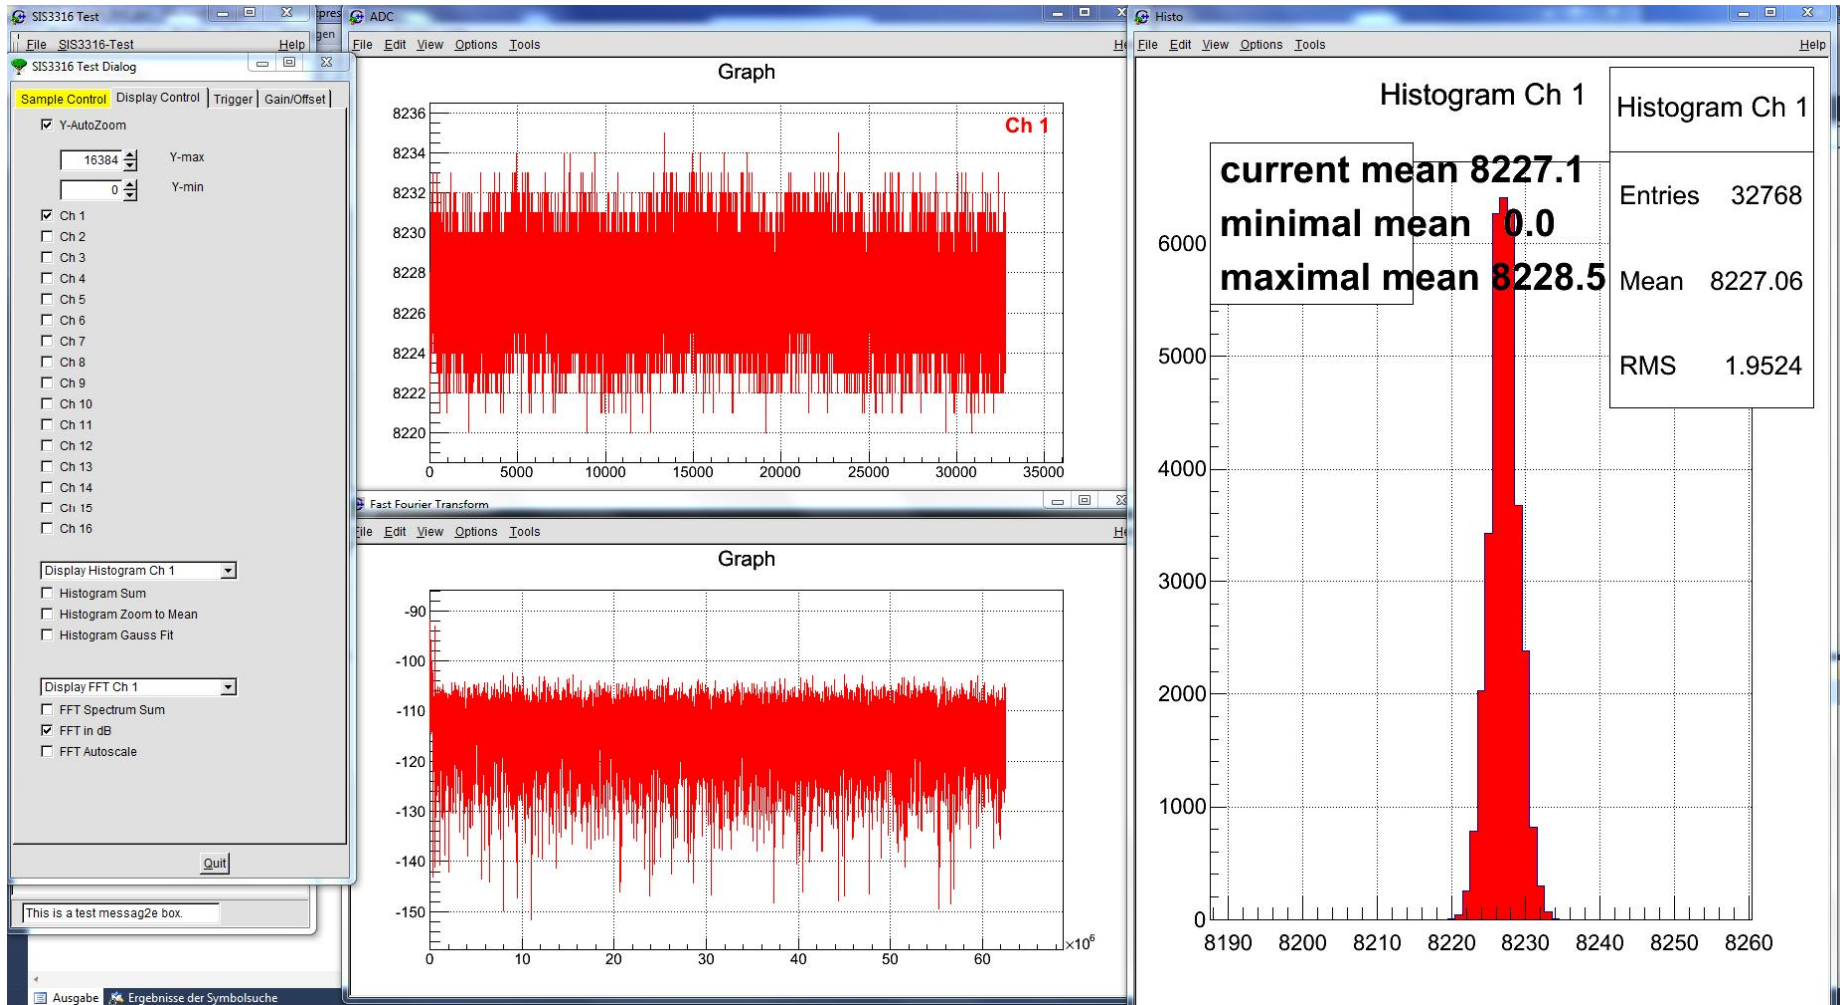 SIS3316 Test
File SIS3316-Test Help
SIS3316 Test Dialog
Sample Control Display Control Trigger Gain/Offset
Y-AutoZoom
16384 Y-max
0 Y-min
Ch 1
Ch 2
Ch 3
Ch 4
Ch 5
Ch 6
Ch 7
Ch 8
Ch 9
Ch 10
Ch 11
Ch 12
Ch 13
Ch 14
Ch 15
Ch 16
Display Histogram Ch 1
Histogram Sum
Histogram Zoom to Mean
Histogram Gauss Fit
Display FFT Ch 1
FFT Spectrum Sum
FFT in dB
FFT Autoscale
Quit
This is a test messag2e box.
Ausgabe Ergebnisse der Symbolsuche
ADC
File Edit View Options Tools
Graph
Ch 1
8236
8234
8232
8230
8228
8226
8224
8222
8220
0 5000 10000 15000 20000 25000 30000 35000
Fast Fourier Transform
File Edit View Options Tools
Graph
-90
-100
-110
-120
-130
-140
-150
0 10 20 30 40 50 60
×10⁶
Histo
File Edit View Options Tools Help
Histogram Ch 1
Histogram Ch 1
Entries 32768
Mean 8227.06
RMS 1.9524
current mean 8227.1
minimal mean 0.0
maximal mean 8228.5
6000
5000
4000
3000
2000
1000
0
8190 8200 8210 8220 8230 8240 8250 8260